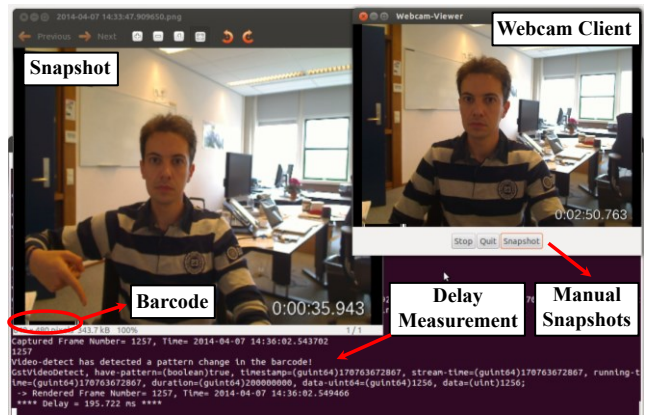 2014-04-07 14:33:47.909650.png
Previous Next
Snapshot
0:00:35.943
Webcam-Viewer
Webcam Client
0:02:50.763
Stop Quit Snapshot
Barcode
Delay
Measurement
Manual
Snapshots
480 pixels 343.7 kB 100% 1 / 1
Captured Frame Number= 1257, Time= 2014-04-07 14:36:02.543702
1257
Video-detect has detected a pattern change in the barcode!
GstVideoDetect, have-pattern=(boolean)true, timestamp=(guint64)170763672867, stream-time=(guint64)170763672867, running-t
ime=(guint64)170763672867, duration=(guint64)200000000, data-uint64=(guint64)1256, data=(uint)1256;
-> Rendered Frame Number= 1257, Time= 2014-04-07 14:36:02.549466
**** Delay = 195.722 ms ****